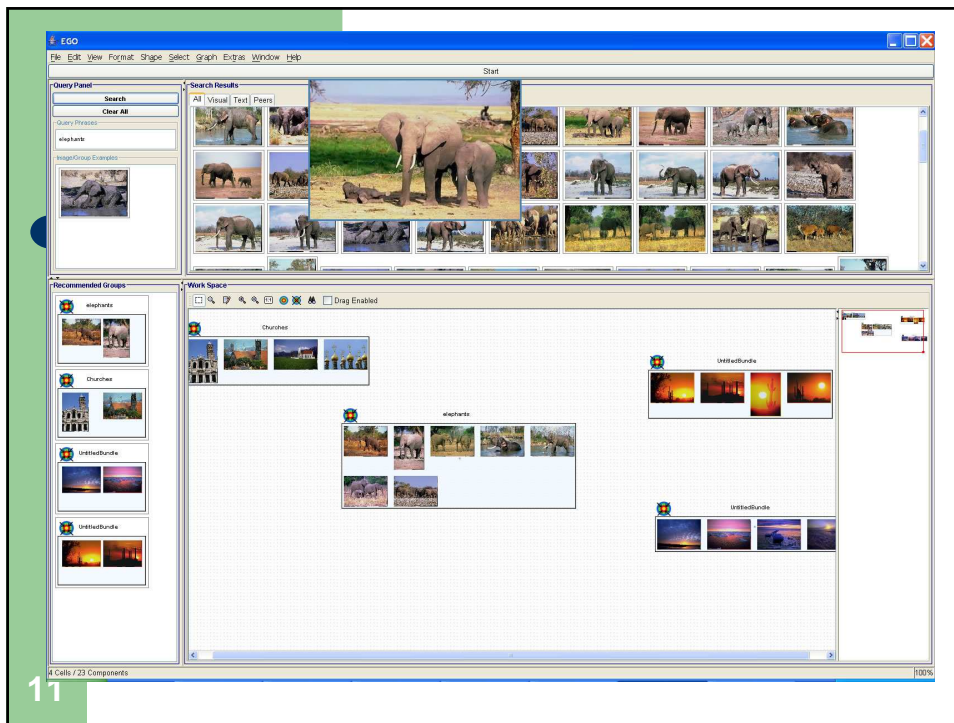 EGO
File Edit View Format Shape Select Graph Extras Window Help
Start
Query Panel
Search
Clear All
Query Phrases
elephants
Image/Group Examples
Search Results
All Visual Text Peers
Recommended Groups
elephants
Churches
UntitledBundle
UntitledBundle
Work Space
1:1
Drag Enabled
Churches
elephants
UntitledBundle
UntitledBundle
4 Cells / 23 Components
100%
11